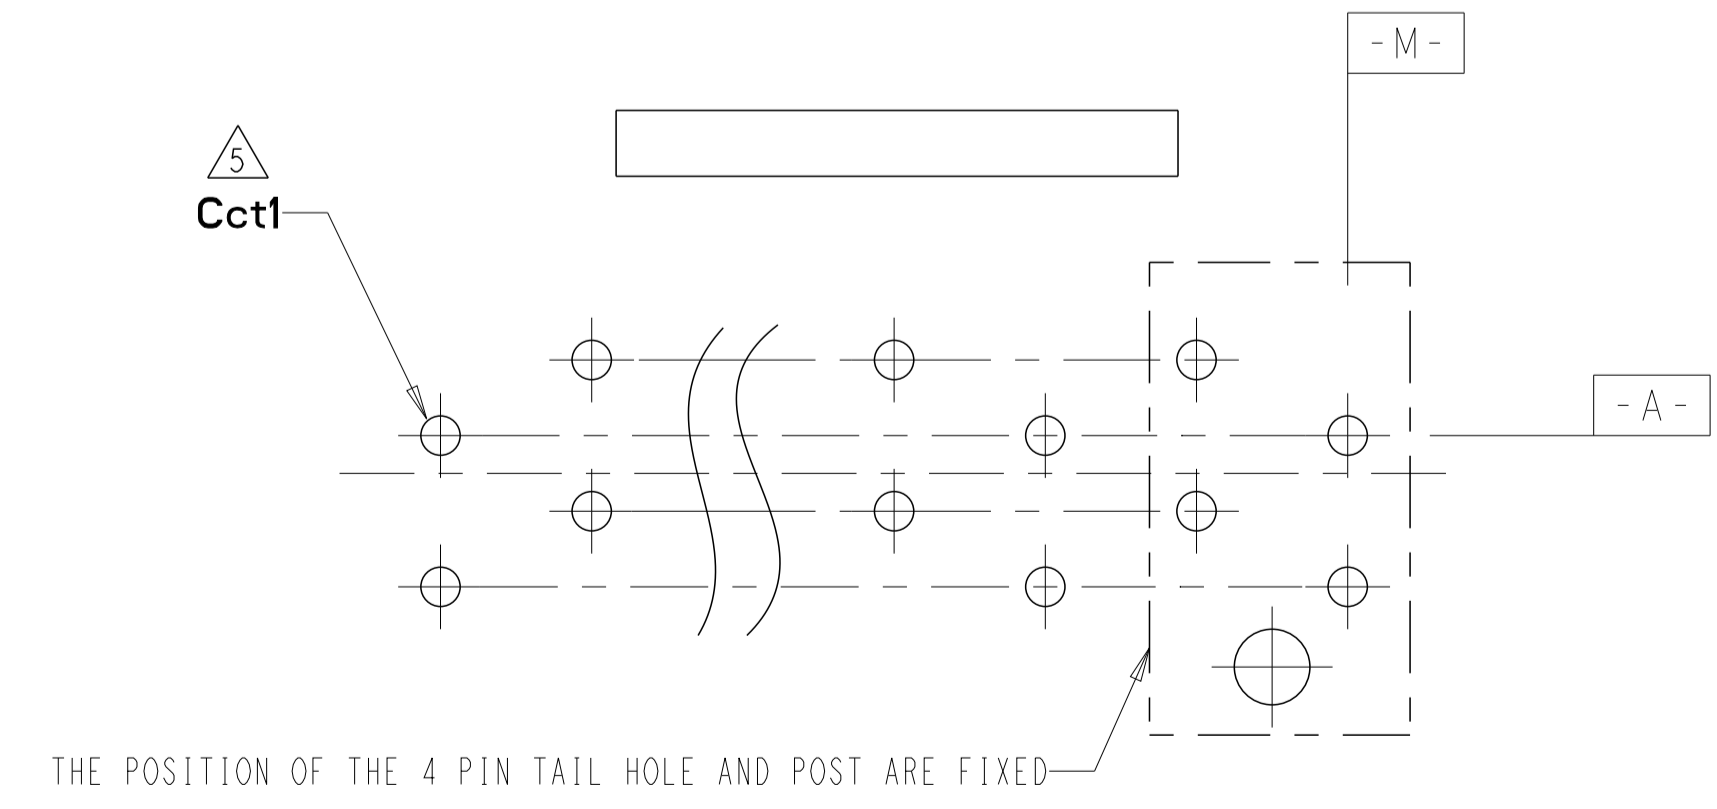 -M-
5
Cct1
-A-
THE POSITION OF THE 4 PIN TAIL HOLE AND POST ARE FIXED